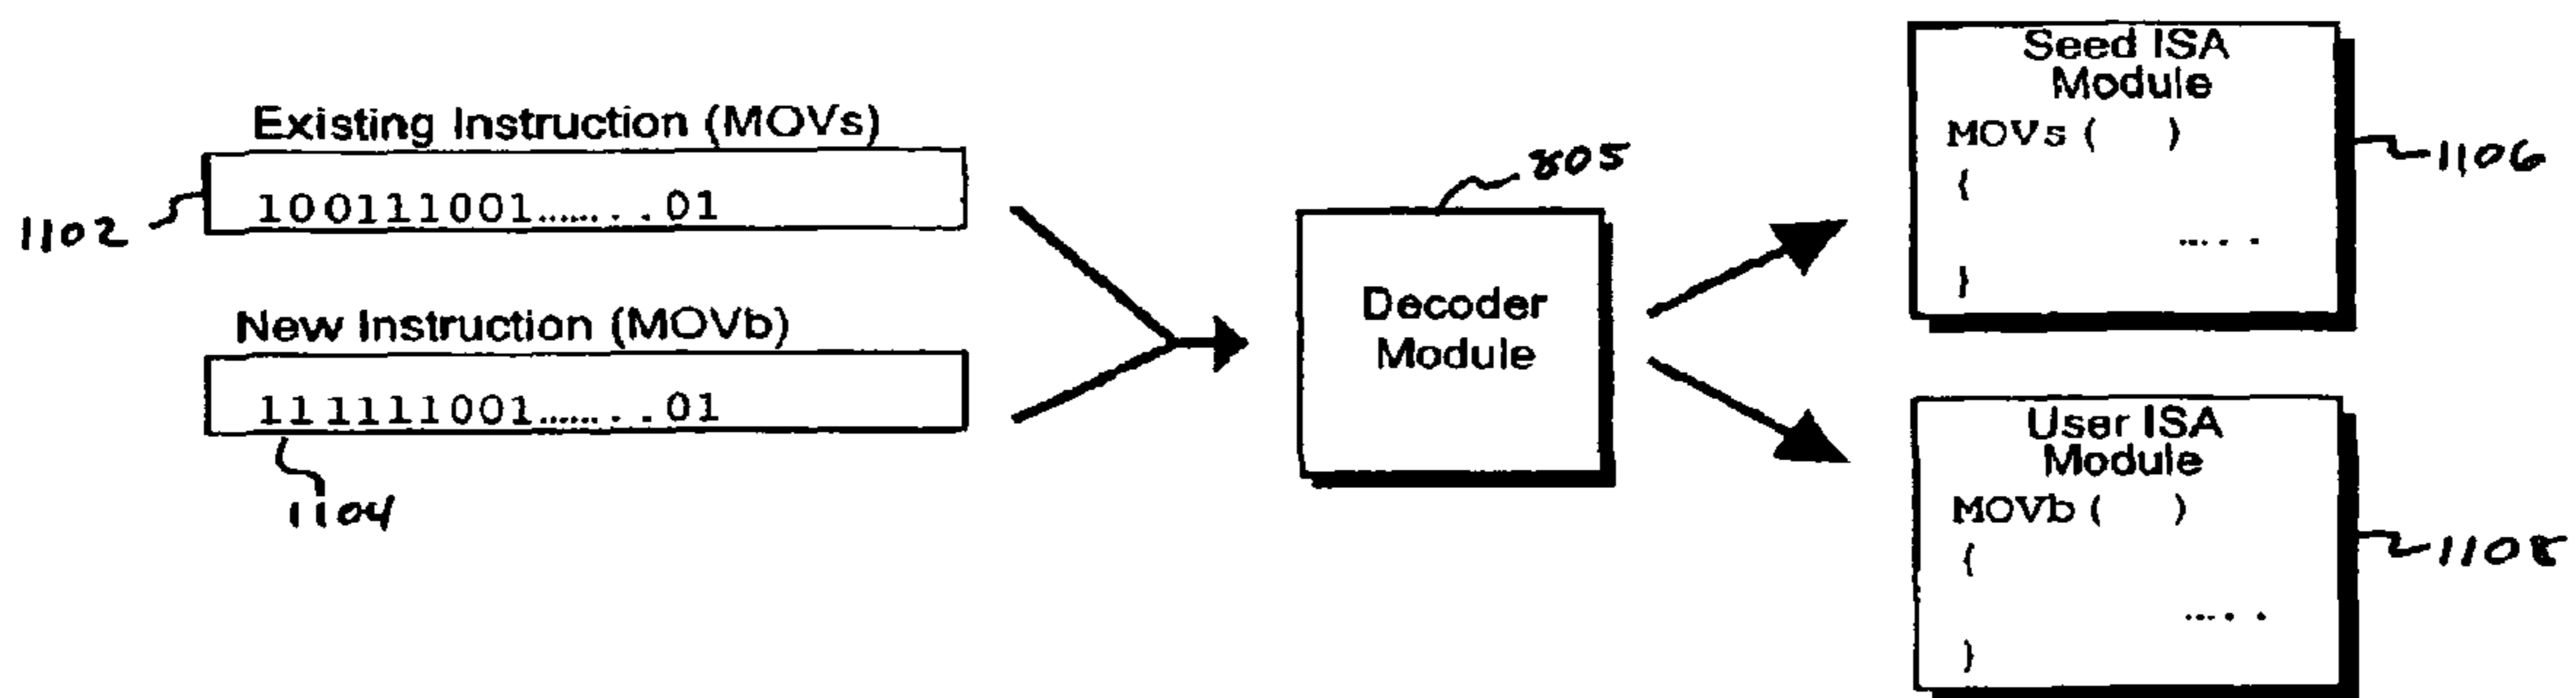 Existing Instruction (MOVs)
100111001....... . .01
1102
New Instruction (MOVb)
111111001....... . .01
1104
805
Decoder
Module
Seed ISA
Module
MOVs (    )
{
.... . .
}
1106
User ISA
Module
MOVb (    )
{
.... . .
}
1108